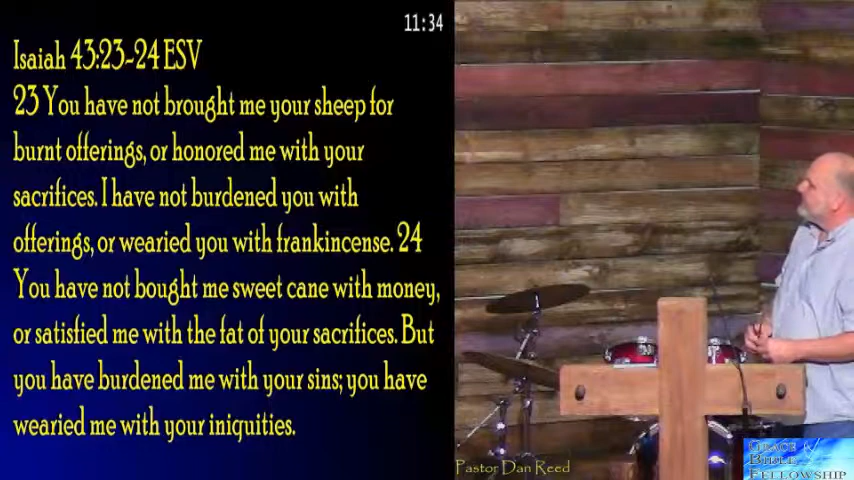 11:34
Isaiah 43:23-24 ESV
23 You have not brought me your sheep for
burnt offerings, or honored me with your
sacrifices. I have not burdened you with
offerings, or wearied you with frankincense. 24
You have not bought me sweet cane with money,
or satisfied me with the fat of your sacrifices. But
you have burdened me with your sins; you have
wearied me with your iniquities.
Pastor Dan Reed
GRACE
BIBLE
FELLOWSHIP